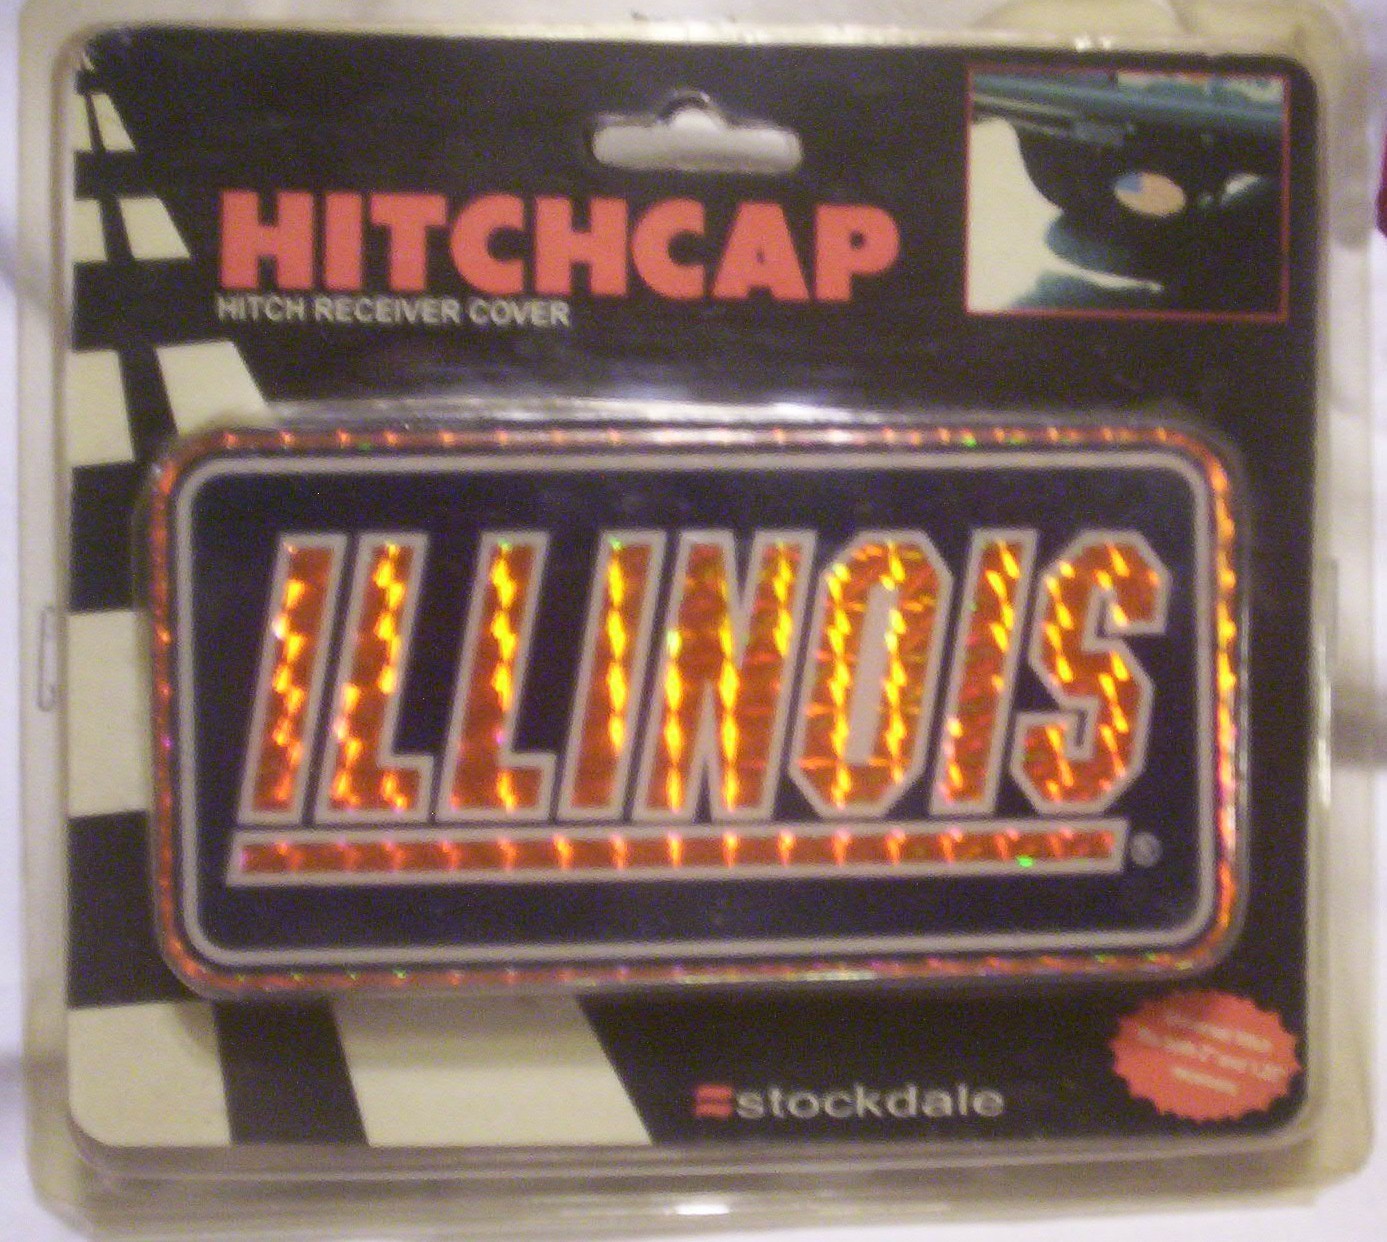 HITCHCAP
HITCH RECEIVER COVER
ILLINOIS
®
stockdale